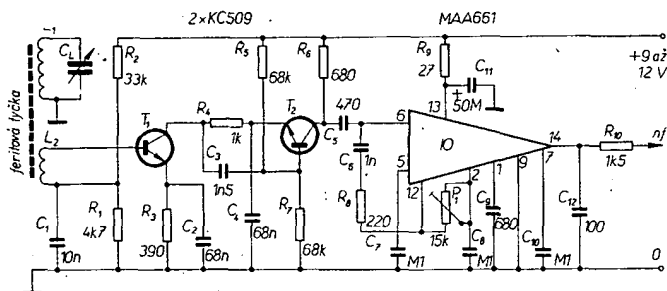 2×KC509
MAA661
L1
CL
R2
33k
R5
68k
R6
680
R9
27
C11
50M
+
+9 až
12 V
feritová tyčka
L2
T1
R4
1k
C3
1n5
T2
C5
470
6
13
IO
14
R10
1k5
nf
C6
1n
5
12
2
1
9
7
R8
220
P1
15k
C9
680
C12
100
C1
10n
R1
4k7
R3
390
C2
68n
C4
68n
R7
68k
C7
M1
C8
M1
C10
M1
0